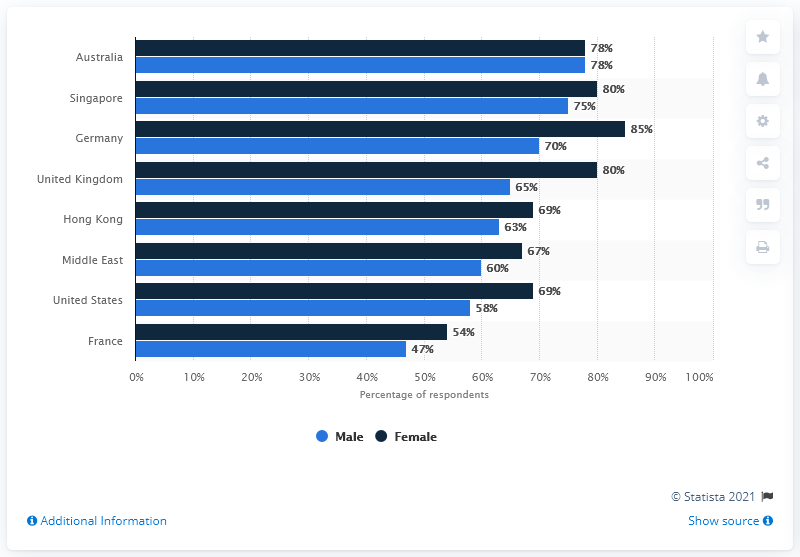 Australia
78%
78%
Singapore
80%
75%
Germany
85%
70%
United Kingdom
80%
65%
Hong Kong
69%
63%
Middle East
67%
60%
United States
69%
58%
France
54%
47%
0% 10% 20% 30% 40% 50% 60% 70% 80% 90% 100%
Percentage of respondents
Male Female
© Statista 2021
Additional Information Show source